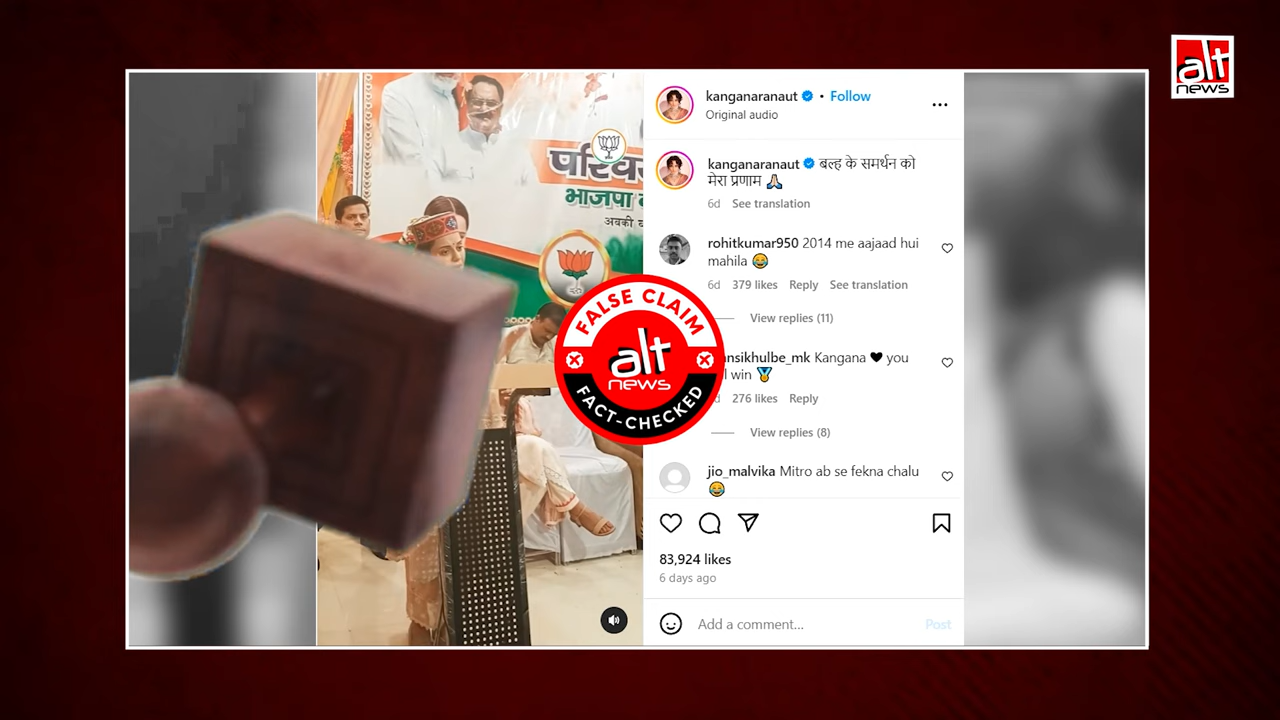 alt
news
परिव
भाजपा
अबकी
kanganaranaut • Follow
Original audio
kanganaranaut बल्ह के समर्थन को
मेरा प्रणाम 🙏🏻
6d See translation
rohitkumar950 2014 me aajaad hui
mahila 😂
6d 379 likes Reply See translation
View replies (11)
FALSE CLAIM
alt
news
FACT-CHECKED
nsikhulbe_mk Kangana 🖤 you
win 🏅
276 likes Reply
View replies (8)
jio_malvika Mitro ab se fekna chalu
😂
83,924 likes
6 days ago
Add a comment...
Post